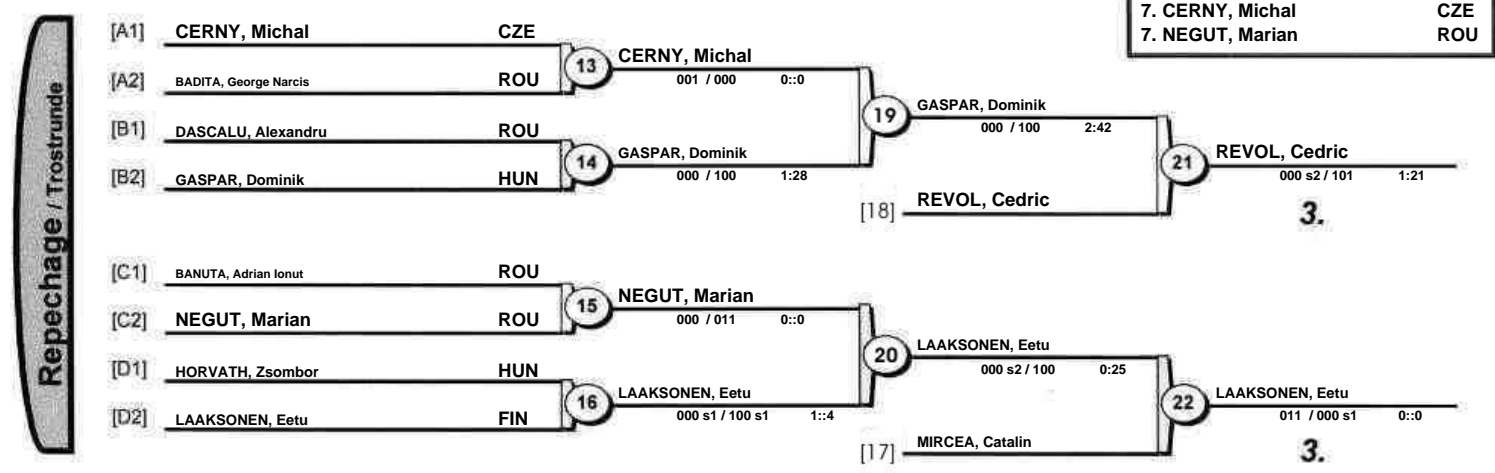 7. CERNY, Michal CZE
7. NEGUT, Marian ROU
Repechage / Trostrunde
[A1] CERNY, Michal CZE
[A2] BADITA, George Narcis ROU
13 CERNY, Michal
001 / 000 0::0
[B1] DASCALU, Alexandru ROU
[B2] GASPAR, Dominik HUN
14 GASPAR, Dominik
000 / 100 1:28
19 GASPAR, Dominik
000 / 100 2:42
[18] REVOL, Cedric
21 REVOL, Cedric
000 s2 / 101 1:21
3.
[C1] BANUTA, Adrian Ionut ROU
[C2] NEGUT, Marian ROU
15 NEGUT, Marian
000 / 011 0::0
[D1] HORVATH, Zsombor HUN
[D2] LAAKSONEN, Eetu FIN
16 LAAKSONEN, Eetu
000 s1 / 100 s1 1::4
20 LAAKSONEN, Eetu
000 s2 / 100 0:25
[17] MIRCEA, Catalin
22 LAAKSONEN, Eetu
011 / 000 s1 0::0
3.